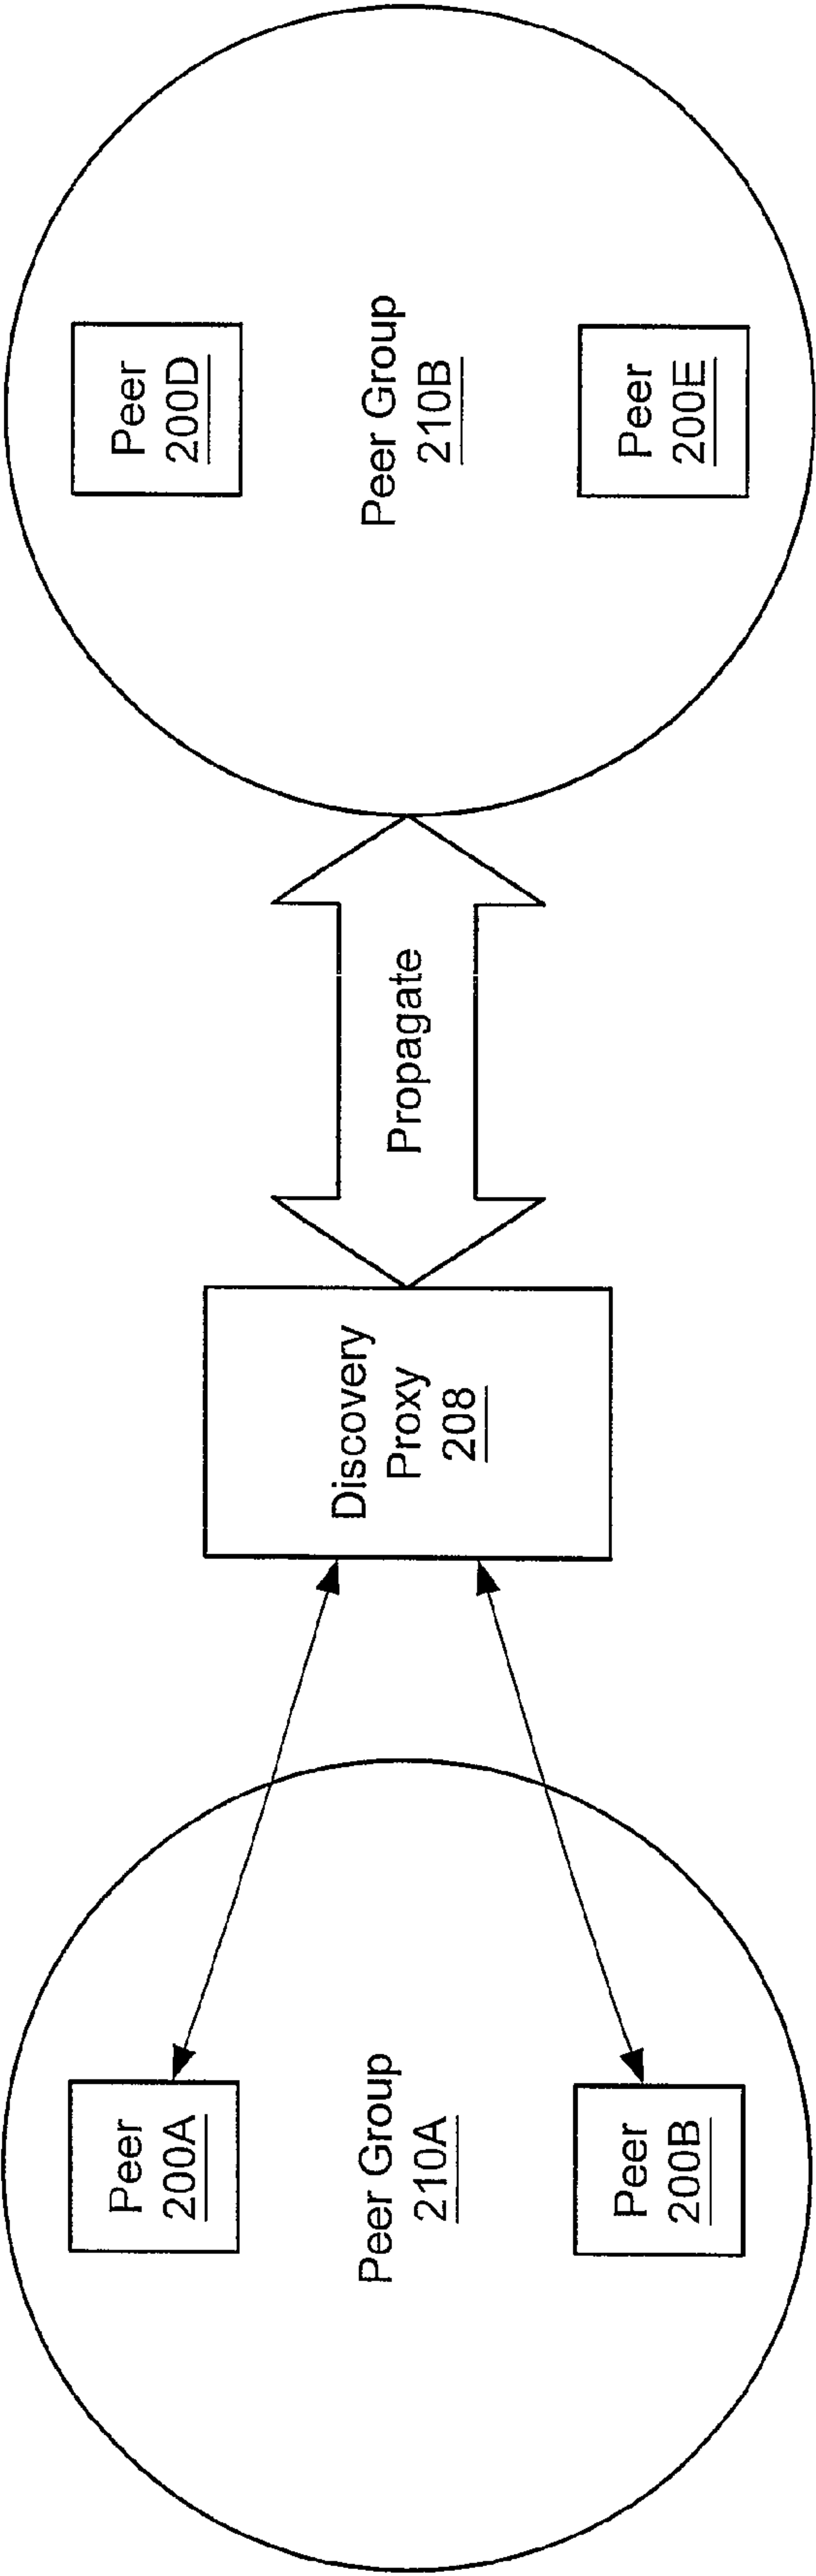 Peer
200A
Peer Group
210A
Peer
200B
Discovery
Proxy
208
Propagate
Peer
200D
Peer Group
210B
Peer
200E